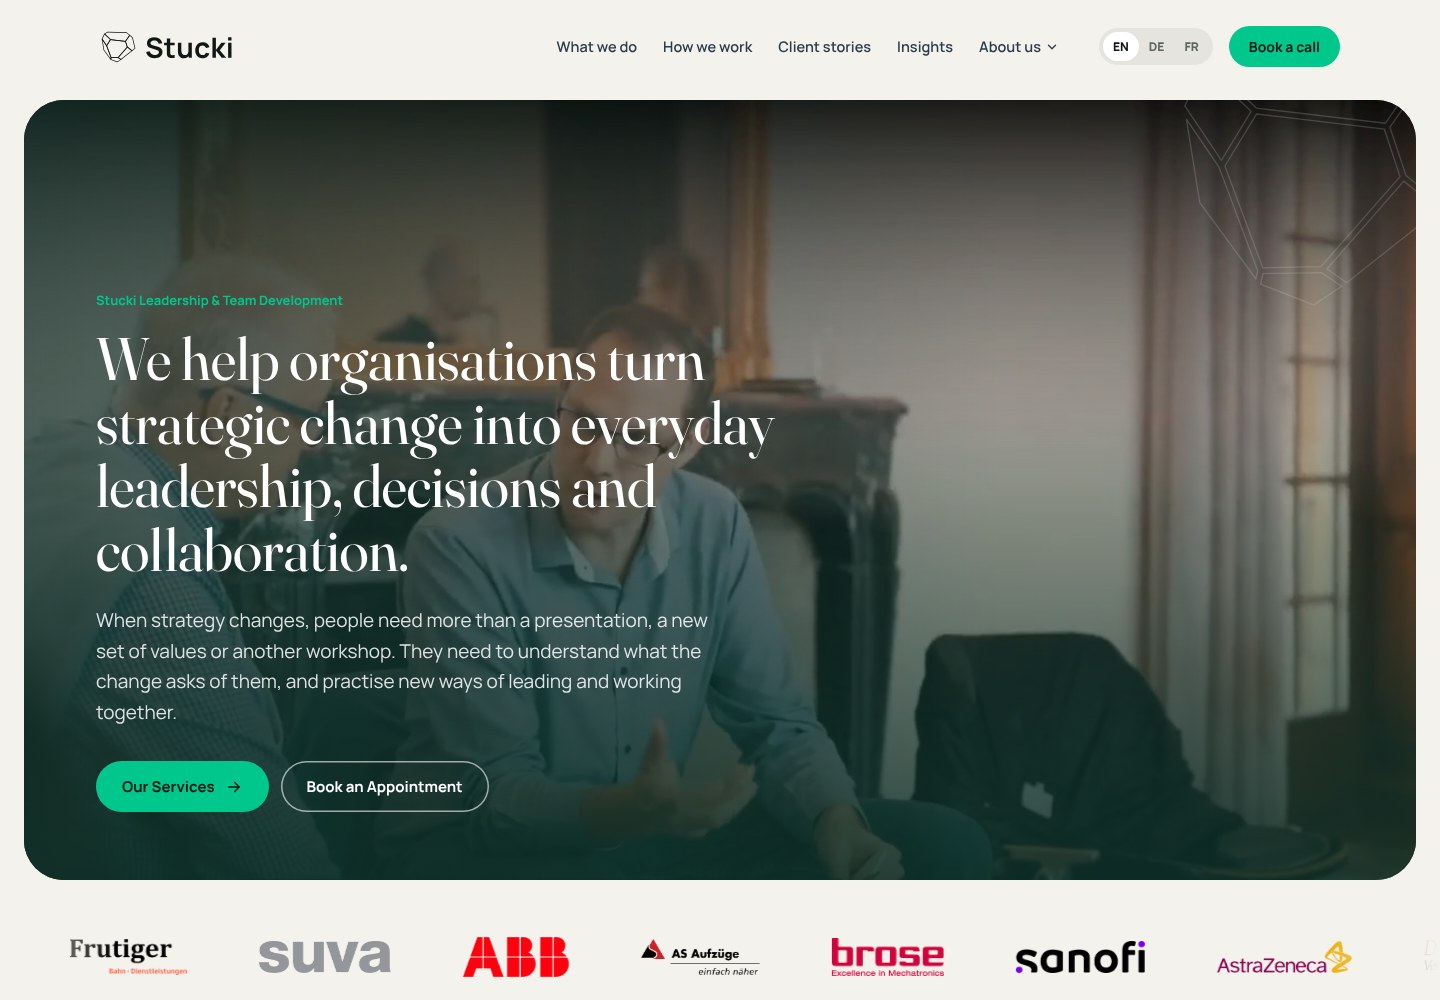 Stucki
What we do
How we work
Client stories
Insights
About us
EN
DE
FR
Book a call
Stucki Leadership & Team Development
We help organisations turn
strategic change into everyday
leadership, decisions and
collaboration.
When strategy changes, people need more than a presentation, a new
set of values or another workshop. They need to understand what the
change asks of them, and practise new ways of leading and working
together.
Our Services
Book an Appointment
Frutiger
Bahn - Dienstleistungen
suva
ABB
AS Aufzüge
einfach näher
brose
Excellence in Mechatronics
sanofi
AstraZeneca